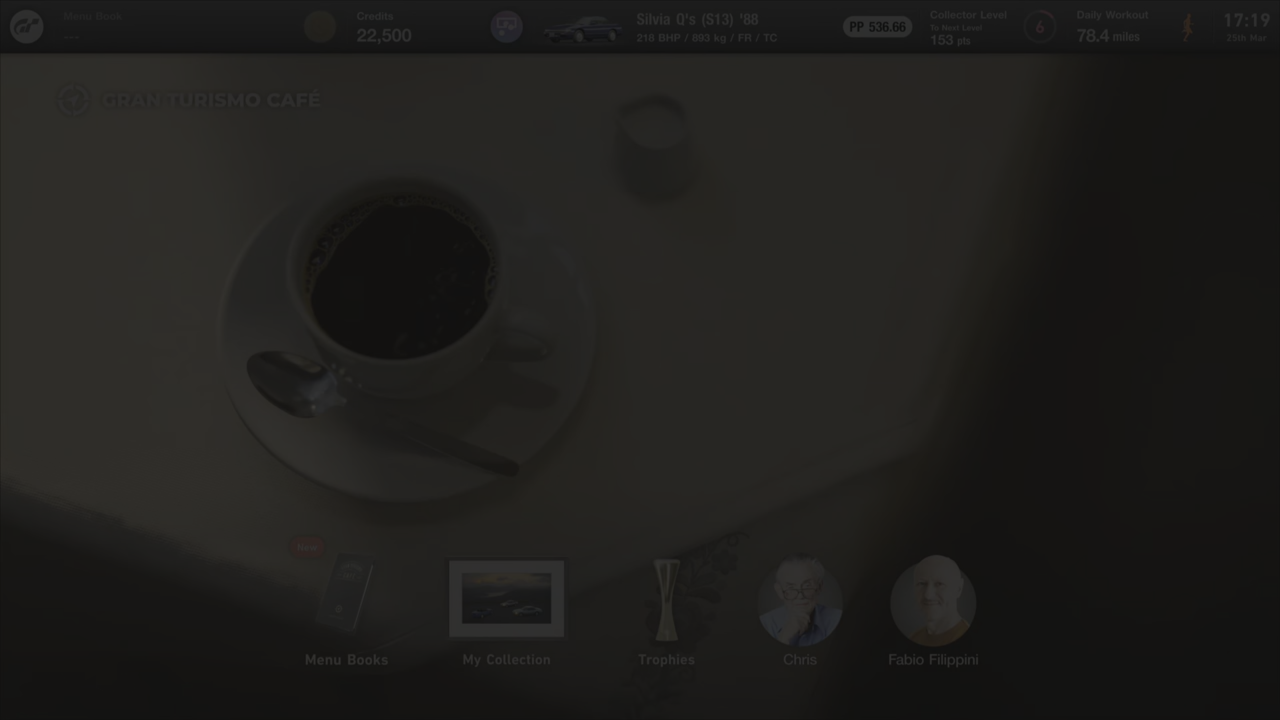 Menu Book
Credits
22,500
Silvia Q's (S13) '88
218 BHP / 803 kg / FR / TC
PP 536.66
Collector Level
To Next Level
153 pts
6
Daily Workout
78.4 miles
17:19
25th Mar
GRAN TURISMO CAFÉ
New
Menu Books
My Collection
Trophies
Chris
Fabio Filippini